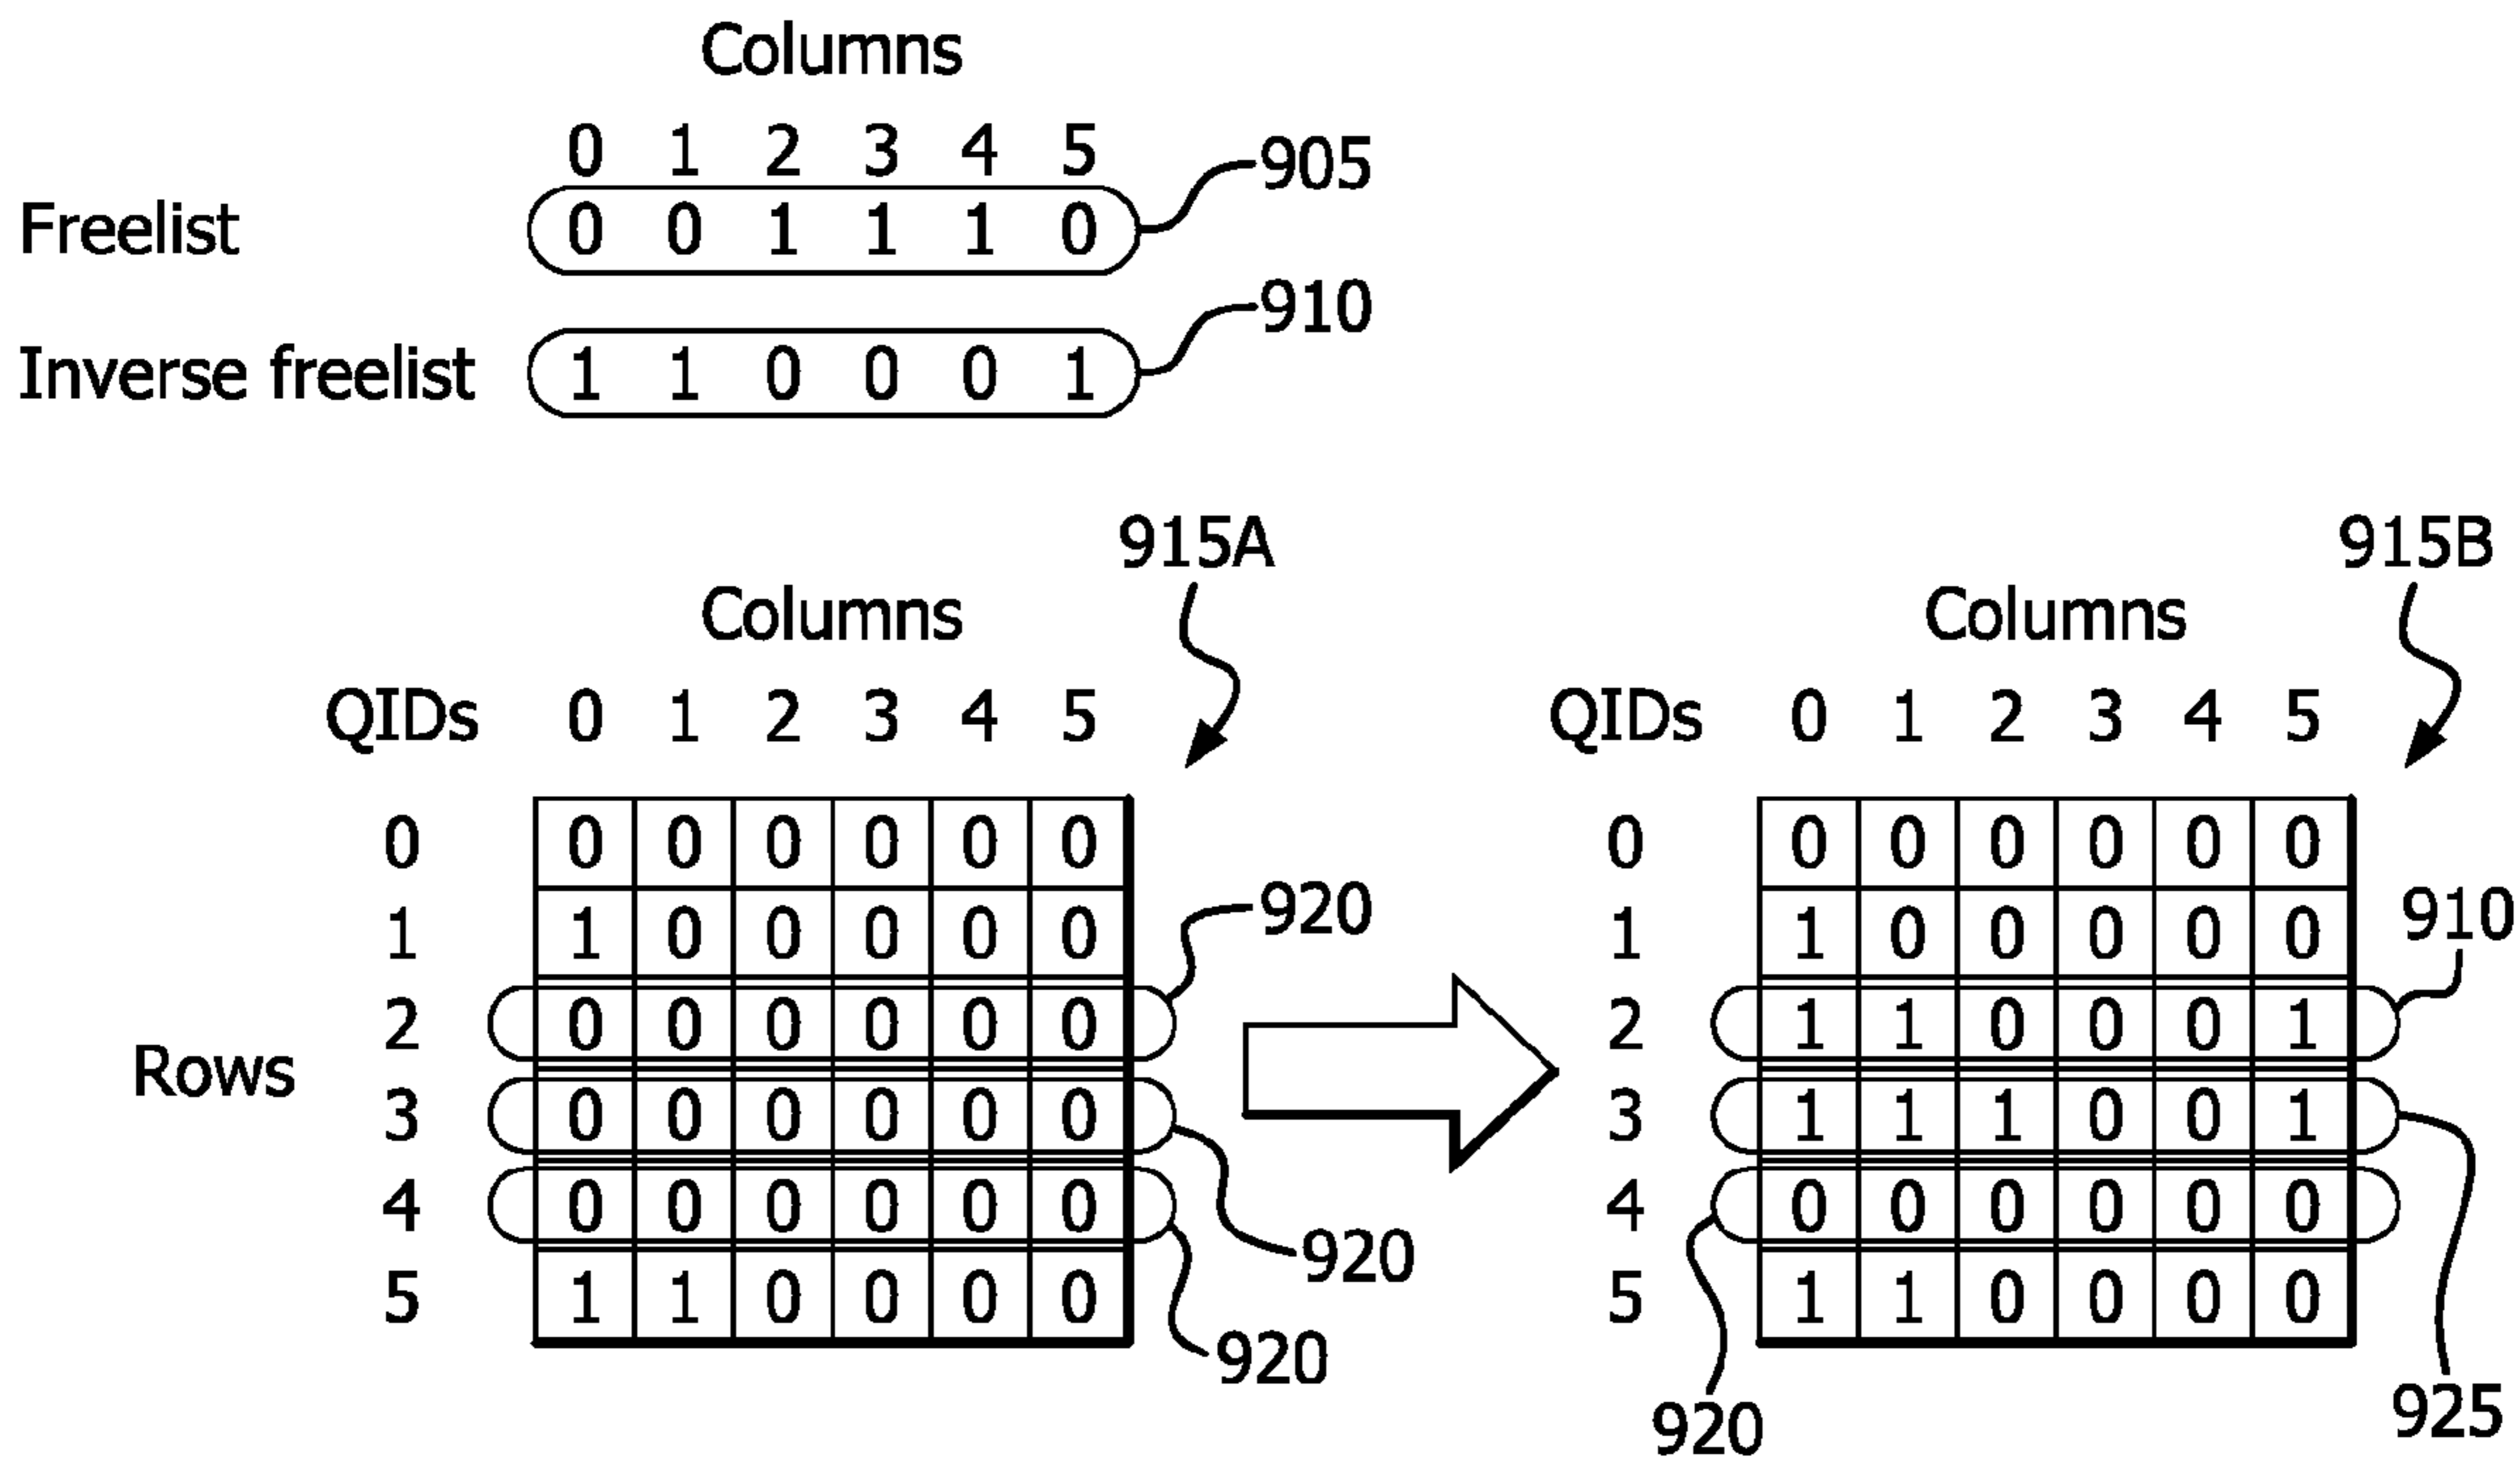 Columns
0 1 2 3 4 5
905
Freelist 0 0 1 1 1 0
910
Inverse freelist 1 1 0 0 0 1
915A 915B
Columns Columns
QIDs 0 1 2 3 4 5 QIDs 0 1 2 3 4 5
0 0 0 0 0 0 0 0 0 0 0 0 0 0
920 910
1 1 0 0 0 0 0 1 1 0 0 0 0 0
2 0 0 0 0 0 0 2 1 1 0 0 0 1
Rows
3 0 0 0 0 0 0 3 1 1 1 0 0 1
4 0 0 0 0 0 0 4 0 0 0 0 0 0
920
5 1 1 0 0 0 0 5 1 1 0 0 0 0
920
920 925